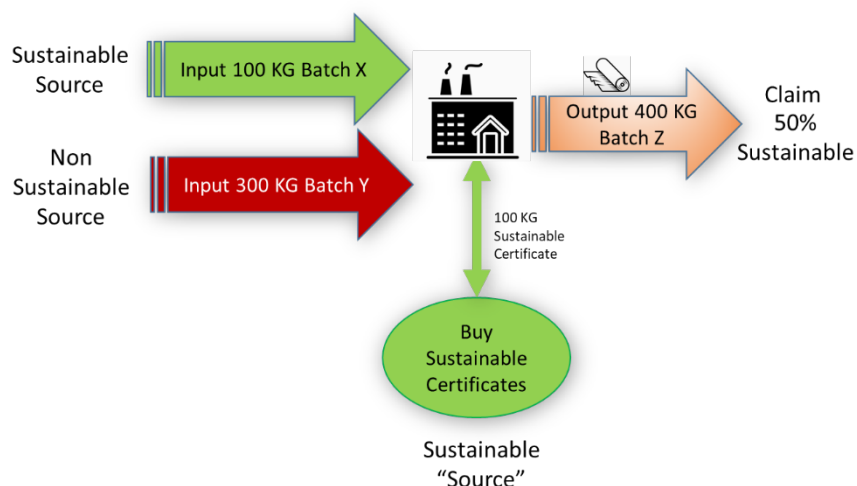 Sustainable
Source
Input 100 KG Batch X
Non
Sustainable
Source
Input 300 KG Batch Y
Output 400 KG
Batch Z
Claim
50%
Sustainable
100 KG
Sustainable
Certificate
Buy
Sustainable
Certificates
Sustainable
“Source”